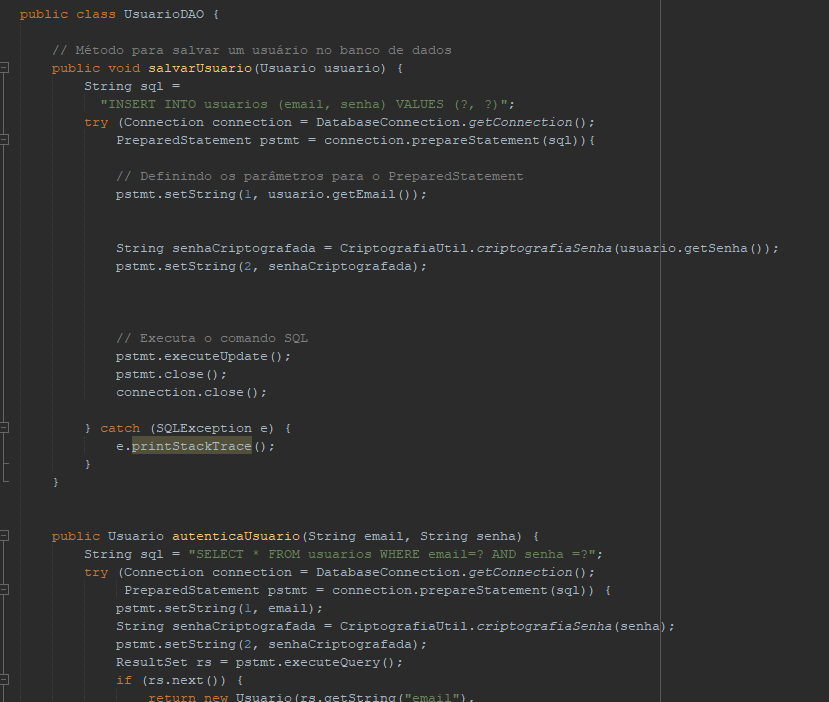 public class UsuarioDAO {
// Método para salvar um usuário no banco de dados
public void salvarUsuario(Usuario usuario) {
String sql =
"INSERT INTO usuarios (email, senha) VALUES (?, ?)";
try (Connection connection = DatabaseConnection.getConnection();
PreparedStatement pstmt = connection.prepareStatement(sql)){
// Definindo os parâmetros para o PreparedStatement
pstmt.setString(1, usuario.getEmail());
String senhaCriptografada = CriptografiaUtil.criptografiaSenha(usuario.getSenha());
pstmt.setString(2, senhaCriptografada);
// Executa o comando SQL
pstmt.executeUpdate();
pstmt.close();
connection.close();
} catch (SQLException e) {
e.printStackTrace();
}
}
public Usuario autenticaUsuario(String email, String senha) {
String sql = "SELECT * FROM usuarios WHERE email=? AND senha =?";
try (Connection connection = DatabaseConnection.getConnection();
PreparedStatement pstmt = connection.prepareStatement(sql)) {
pstmt.setString(1, email);
String senhaCriptografada = CriptografiaUtil.criptografiaSenha(senha);
pstmt.setString(2, senhaCriptografada);
ResultSet rs = pstmt.executeQuery();
if (rs.next()) {
return new Usuario(rs.getString("email"),